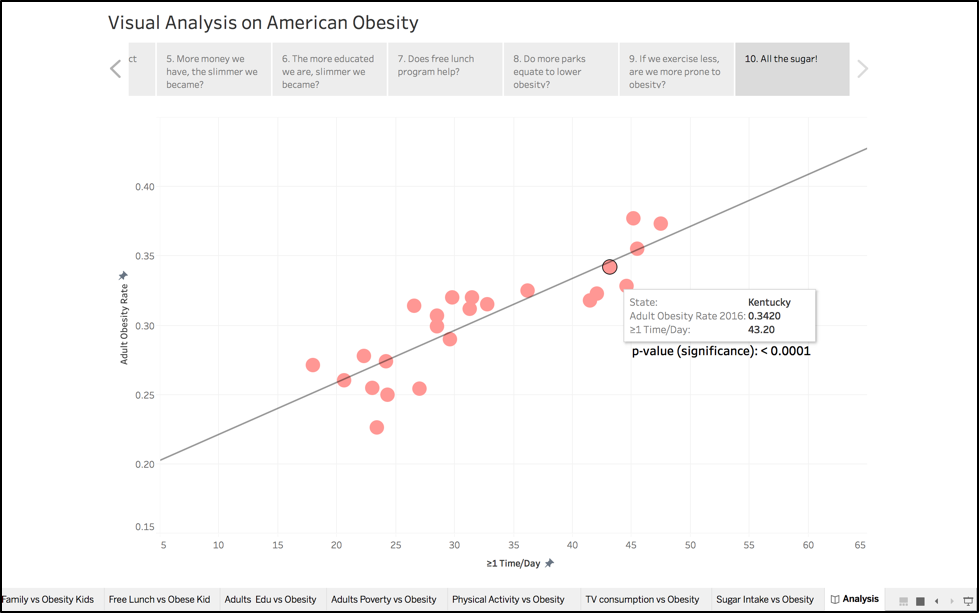 Visual Analysis on American Obesity
ct
5. More money we
have, the slimmer we
became?
6. The more educated
we are, slimmer we
became?
7. Does free lunch
program help?
8. Do more parks
equate to lower
obesity?
9. If we exercise less,
are we more prone to
obesity?
10. All the sugar!
0.40
0.35
0.30
0.25
0.20
0.15
Adult Obesity Rate
State: Kentucky
Adult Obesity Rate 2016: 0.3420
≥1 Time/Day: 43.20
p-value (significance): < 0.0001
5 10 15 20 25 30 35 40 45 50 55 60 65
≥1 Time/Day
Family vs Obesity Kids Free Lunch vs Obese Kid Adults Edu vs Obesity Adults Poverty vs Obesity Physical Activity vs Obesity TV consumption vs Obesity Sugar Intake vs Obesity Analysis